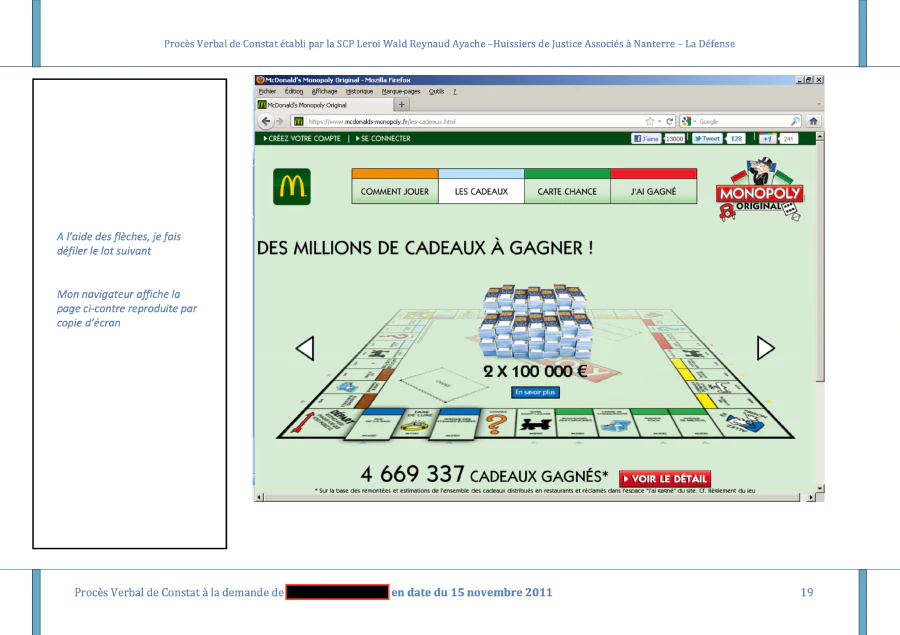 Procès Verbal de Constat établi par la SCP Leroi Wald Reynaud Ayache –Huissiers de Justice Associés à Nanterre – La Défense
A l'aide des flèches, je fais
défiler le lot suivant
Mon navigateur affiche la
page ci-contre reproduite par
copie d'écran
McDonald's Monopoly Original - Mozilla Firefox
Fichier Édition Affichage Historique Marque-pages Outils ?
McDonald's Monopoly Original
https://www.mcdonalds-monopoly.fr/les-cadeaux.html
Google
CRÉEZ VOTRE COMPTE | SE CONNECTER
J'aime 13000 Tweet 128 +1 241
COMMENT JOUER LES CADEAUX CARTE CHANCE J'AI GAGNÉ
MONOPOLY
ORIGINAL
DES MILLIONS DE CADEAUX À GAGNER !
2 X 100 000 €
En savoir plus
DÉPART
4 669 337 CADEAUX GAGNÉS*
VOIR LE DÉTAIL
* Sur la base des remontées et estimations de l'ensemble des cadeaux distribués en restaurants et réclamés dans l'espace "J'ai gagné" du site. Cf. Règlement du jeu
Procès Verbal de Constat à la demande de en date du 15 novembre 2011
19